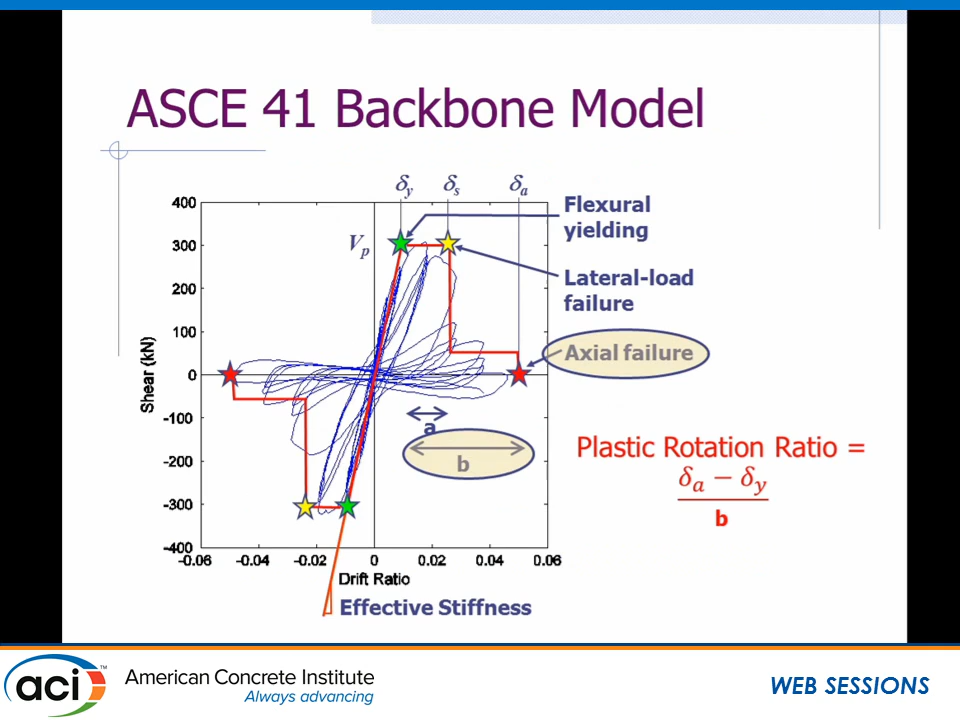 ASCE 41 Backbone Model
δy δs δa
Flexural
yielding
Vp
Lateral-load
failure
Axial failure
400
300
200
100
0
-100
-200
-300
-400
Shear (kN)
-0.06 -0.04 -0.02 0 0.02 0.04 0.06
Drift Ratio
a
b
Plastic Rotation Ratio =
δa − δy
b
Effective Stiffness
aci™
American Concrete Institute
Always advancing
WEB SESSIONS